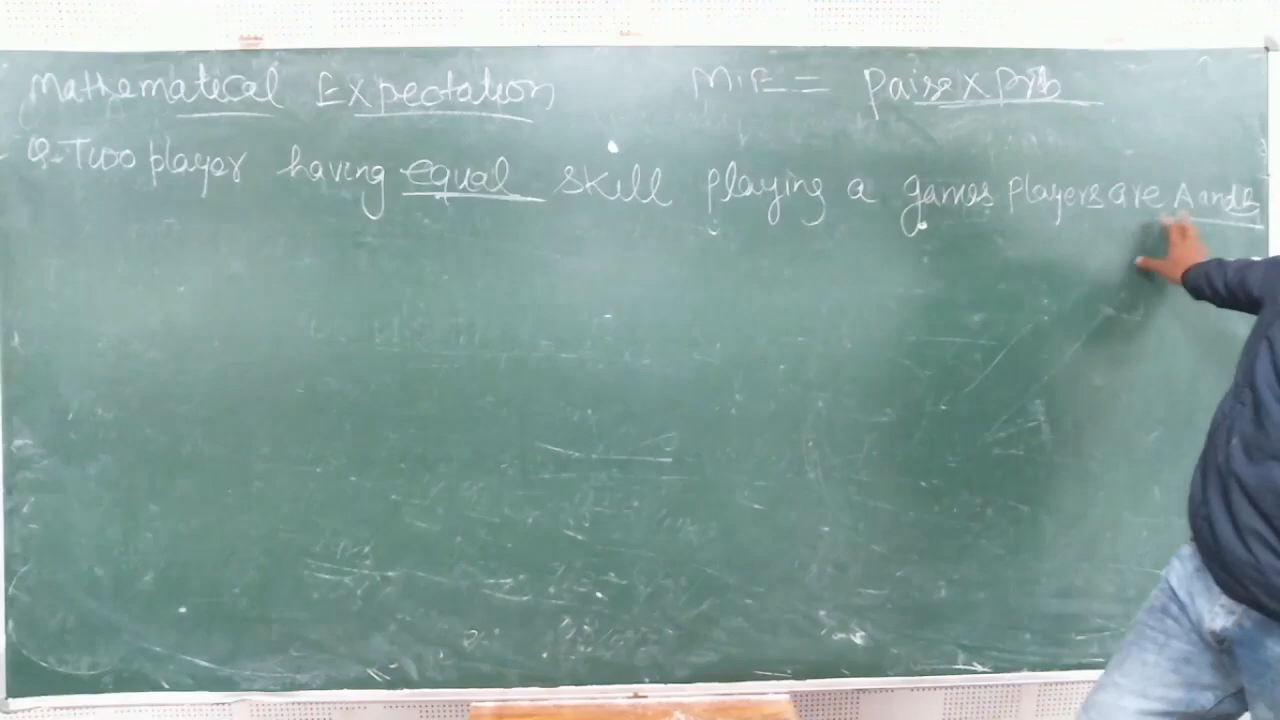 Mathematical Expectation M.E = Paise x Prob
Q. Two player having equal skill playing a games players are A and B